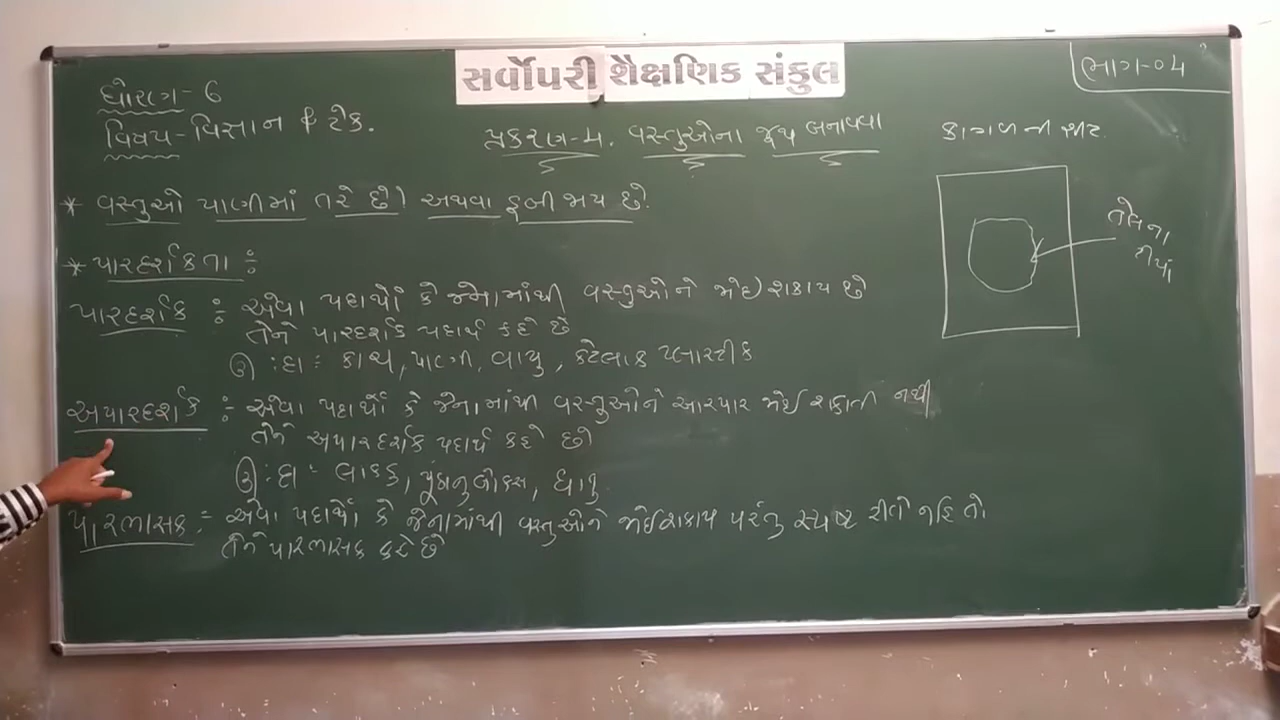 સર્વોપરી શૈક્ષણિક સંકુલ
ભાગ-૦૪
ધોરણ-૬
વિષય-વિજ્ઞાન & ટેક.
પ્રકરણ-૪. વસ્તુઓના જૂથ બનાવવા
* વસ્તુઓ પાણીમાં તરે છે। અથવા ડૂબી જાય છે.
* પારદર્શકતા :
પારદર્શક : એવા પદાર્થો કે જેનામાંથી વસ્તુઓને જોઈ શકાય છે
તેને પારદર્શક પદાર્થ કહે છે
ઉ:દા : કાચ, પાણી, વાયુ, કેટલાક પ્લાસ્ટીક
અપારદર્શક : એવા પદાર્થો કે જેનામાંથી વસ્તુઓને આરપાર જોઈ શકાતી નથી
તેને અપારદર્શક પદાર્થ કહે છે
ઉ:દા : લાકડુ, પૂંઠાનુ બોક્સ, ધાતુ
પારભાસક : એવા પદાર્થો કે જેનામાંથી વસ્તુઓને જોઈ શકાય પરંતુ સ્પષ્ટ રીતે નહિ તો
તેને પારભાસક કહે છે
કાગળની શીટ
તેલના
ટીપાં